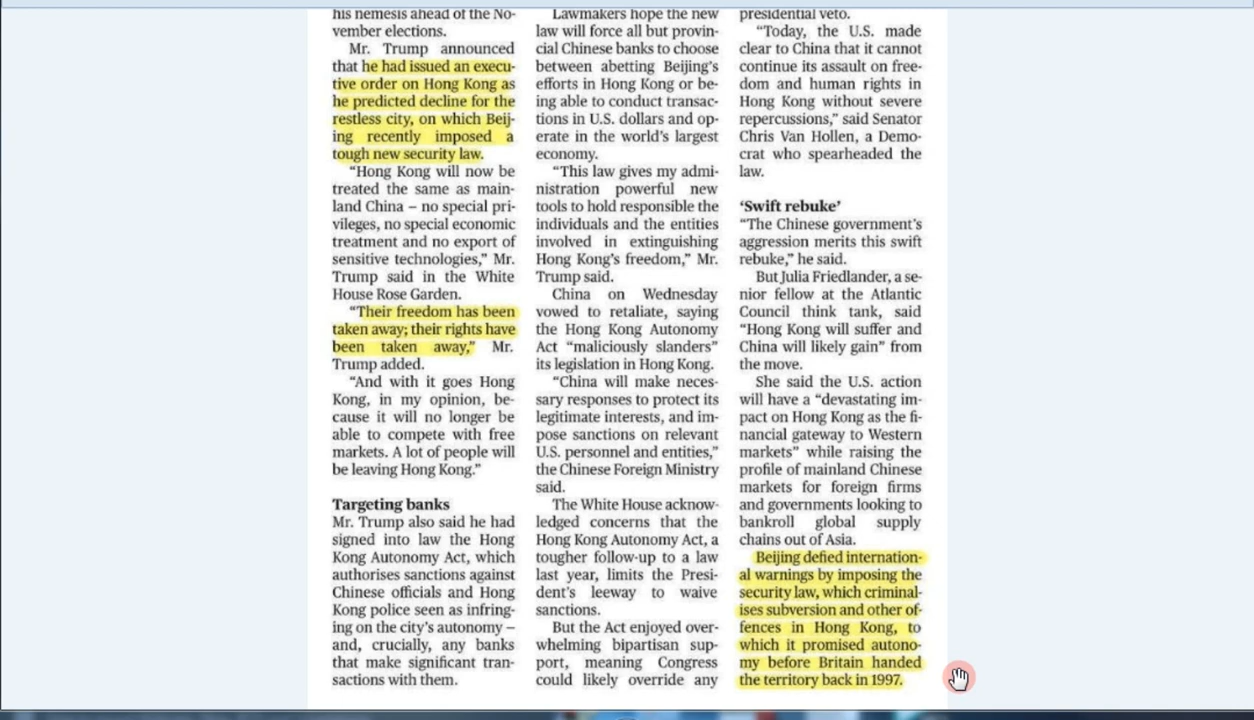 his nemesis ahead of the No-
vember elections.
Mr. Trump announced
that he had issued an execu-
tive order on Hong Kong as
he predicted decline for the
restless city, on which Beij-
ing recently imposed a
tough new security law.
“Hong Kong will now be
treated the same as main-
land China – no special pri-
vileges, no special economic
treatment and no export of
sensitive technologies,” Mr.
Trump said in the White
House Rose Garden.
“Their freedom has been
taken away; their rights have
been taken away,” Mr.
Trump added.
“And with it goes Hong
Kong, in my opinion, be-
cause it will no longer be
able to compete with free
markets. A lot of people will
be leaving Hong Kong.”
Targeting banks
Mr. Trump also said he had
signed into law the Hong
Kong Autonomy Act, which
authorises sanctions against
Chinese officials and Hong
Kong police seen as infring-
ing on the city’s autonomy –
and, crucially, any banks
that make significant tran-
sactions with them.
Lawmakers hope the new
law will force all but provin-
cial Chinese banks to choose
between abetting Beijing’s
efforts in Hong Kong or be-
ing able to conduct transac-
tions in U.S. dollars and op-
erate in the world’s largest
economy.
“This law gives my admi-
nistration powerful new
tools to hold responsible the
individuals and the entities
involved in extinguishing
Hong Kong’s freedom,” Mr.
Trump said.
China on Wednesday
vowed to retaliate, saying
the Hong Kong Autonomy
Act “maliciously slanders”
its legislation in Hong Kong.
“China will make neces-
sary responses to protect its
legitimate interests, and im-
pose sanctions on relevant
U.S. personnel and entities,”
the Chinese Foreign Ministry
said.
The White House acknow-
ledged concerns that the
Hong Kong Autonomy Act, a
tougher follow-up to a law
last year, limits the Presi-
dent’s leeway to waive
sanctions.
But the Act enjoyed over-
whelming bipartisan sup-
port, meaning Congress
could likely override any
presidential veto.
“Today, the U.S. made
clear to China that it cannot
continue its assault on free-
dom and human rights in
Hong Kong without severe
repercussions,” said Senator
Chris Van Hollen, a Demo-
crat who spearheaded the
law.
‘Swift rebuke’
“The Chinese government’s
aggression merits this swift
rebuke,” he said.
But Julia Friedlander, a se-
nior fellow at the Atlantic
Council think tank, said
“Hong Kong will suffer and
China will likely gain” from
the move.
She said the U.S. action
will have a “devastating im-
pact on Hong Kong as the fi-
nancial gateway to Western
markets” while raising the
profile of mainland Chinese
markets for foreign firms
and governments looking to
bankroll global supply
chains out of Asia.
Beijing defied internation-
al warnings by imposing the
security law, which criminal-
ises subversion and other of-
fences in Hong Kong, to
which it promised autono-
my before Britain handed
the territory back in 1997.